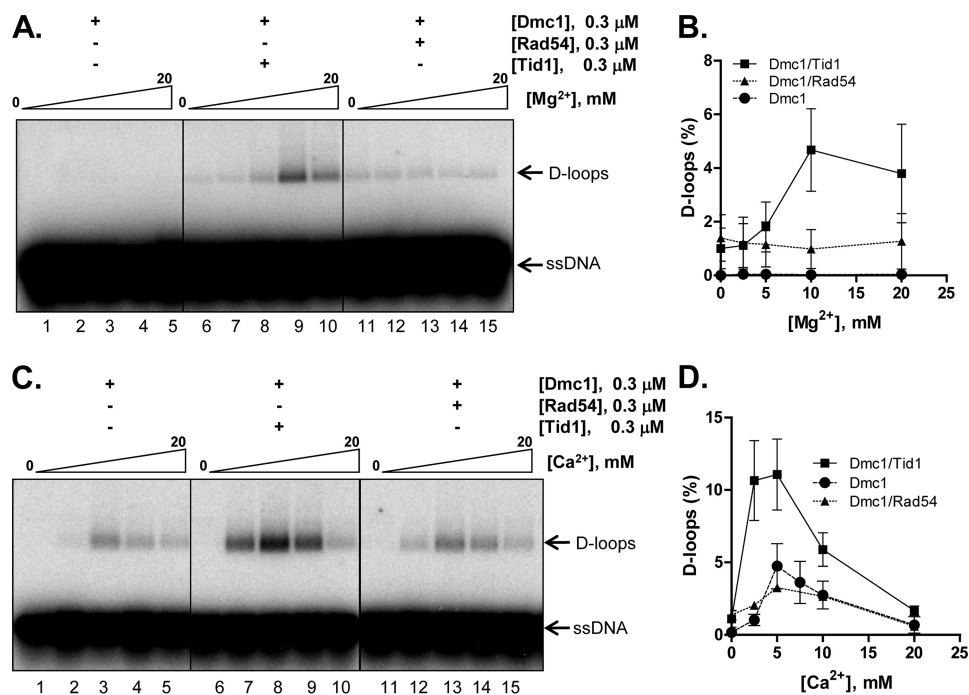 A.
+ + + [Dmc1], 0.3 μM
- - + [Rad54], 0.3 μM
- + - [Tid1], 0.3 μM
0 20 0 20 0 20 [Mg2+], mM
D-loops
ssDNA
1 2 3 4 5 6 7 8 9 10 11 12 13 14 15
B.
Dmc1/Tid1
Dmc1/Rad54
Dmc1
D-loops (%)
8
6
4
2
0
0 5 10 15 20 25
[Mg2+], mM
C.
+ + + [Dmc1], 0.3 μM
- - + [Rad54], 0.3 μM
- + - [Tid1], 0.3 μM
0 20 0 20 0 20 [Ca2+], mM
D-loops
ssDNA
1 2 3 4 5 6 7 8 9 10 11 12 13 14 15
D.
Dmc1/Tid1
Dmc1
Dmc1/Rad54
D-loops (%)
15
10
5
0
0 5 10 15 20 25
[Ca2+], mM